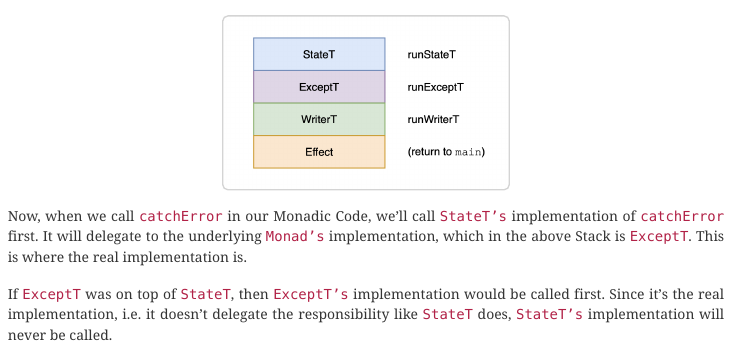 StateT runStateT
ExceptT runExceptT
WriterT runWriterT
Effect (return to main)
Now, when we call catchError in our Monadic Code, we’ll call StateT’s implementation of catchError
first. It will delegate to the underlying Monad’s implementation, which in the above Stack is ExceptT. This
is where the real implementation is.
If ExceptT was on top of StateT, then ExceptT’s implementation would be called first. Since it’s the real
implementation, i.e. it doesn’t delegate the responsibility like StateT does, StateT’s implementation will
never be called.